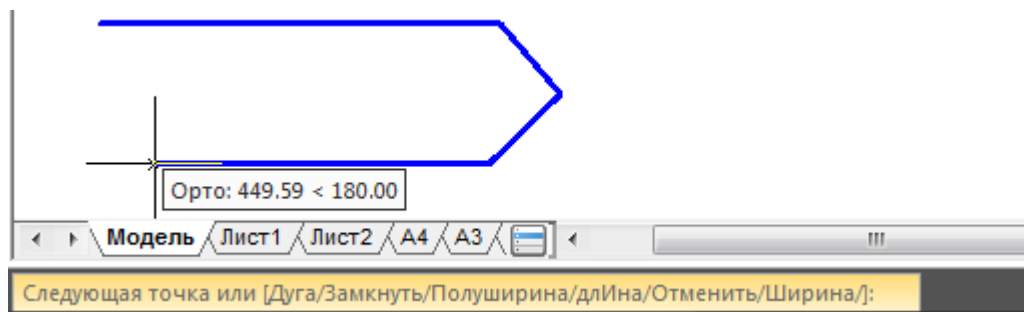 Орто: 449.59 < 180.00
Модель Лист1 Лист2 А4 А3
Следующая точка или [Дуга/Замкнуть/Полуширина/длИна/Отменить/Ширина/]: